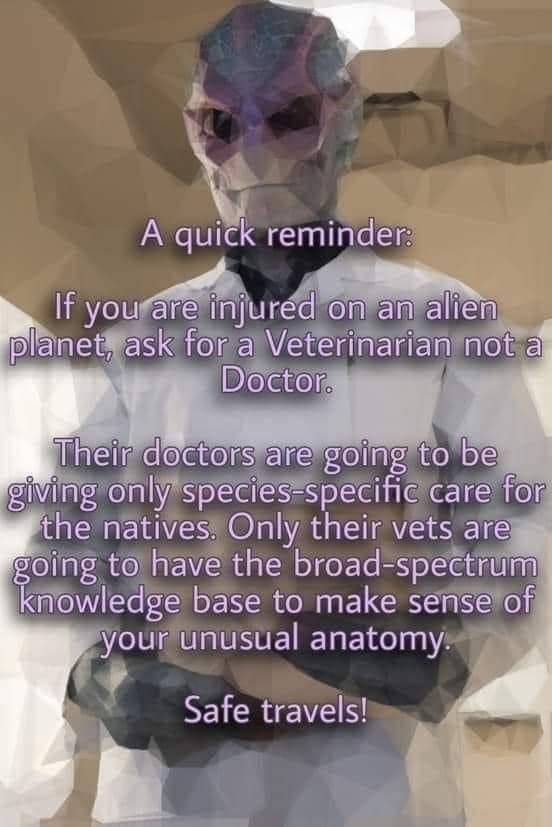 A quick reminder:
If you are injured on an alien
planet, ask for a Veterinarian not a
Doctor.
Their doctors are going to be
giving only species-specific care for
the natives. Only their vets are
going to have the broad-spectrum
knowledge base to make sense of
your unusual anatomy.
Safe travels!